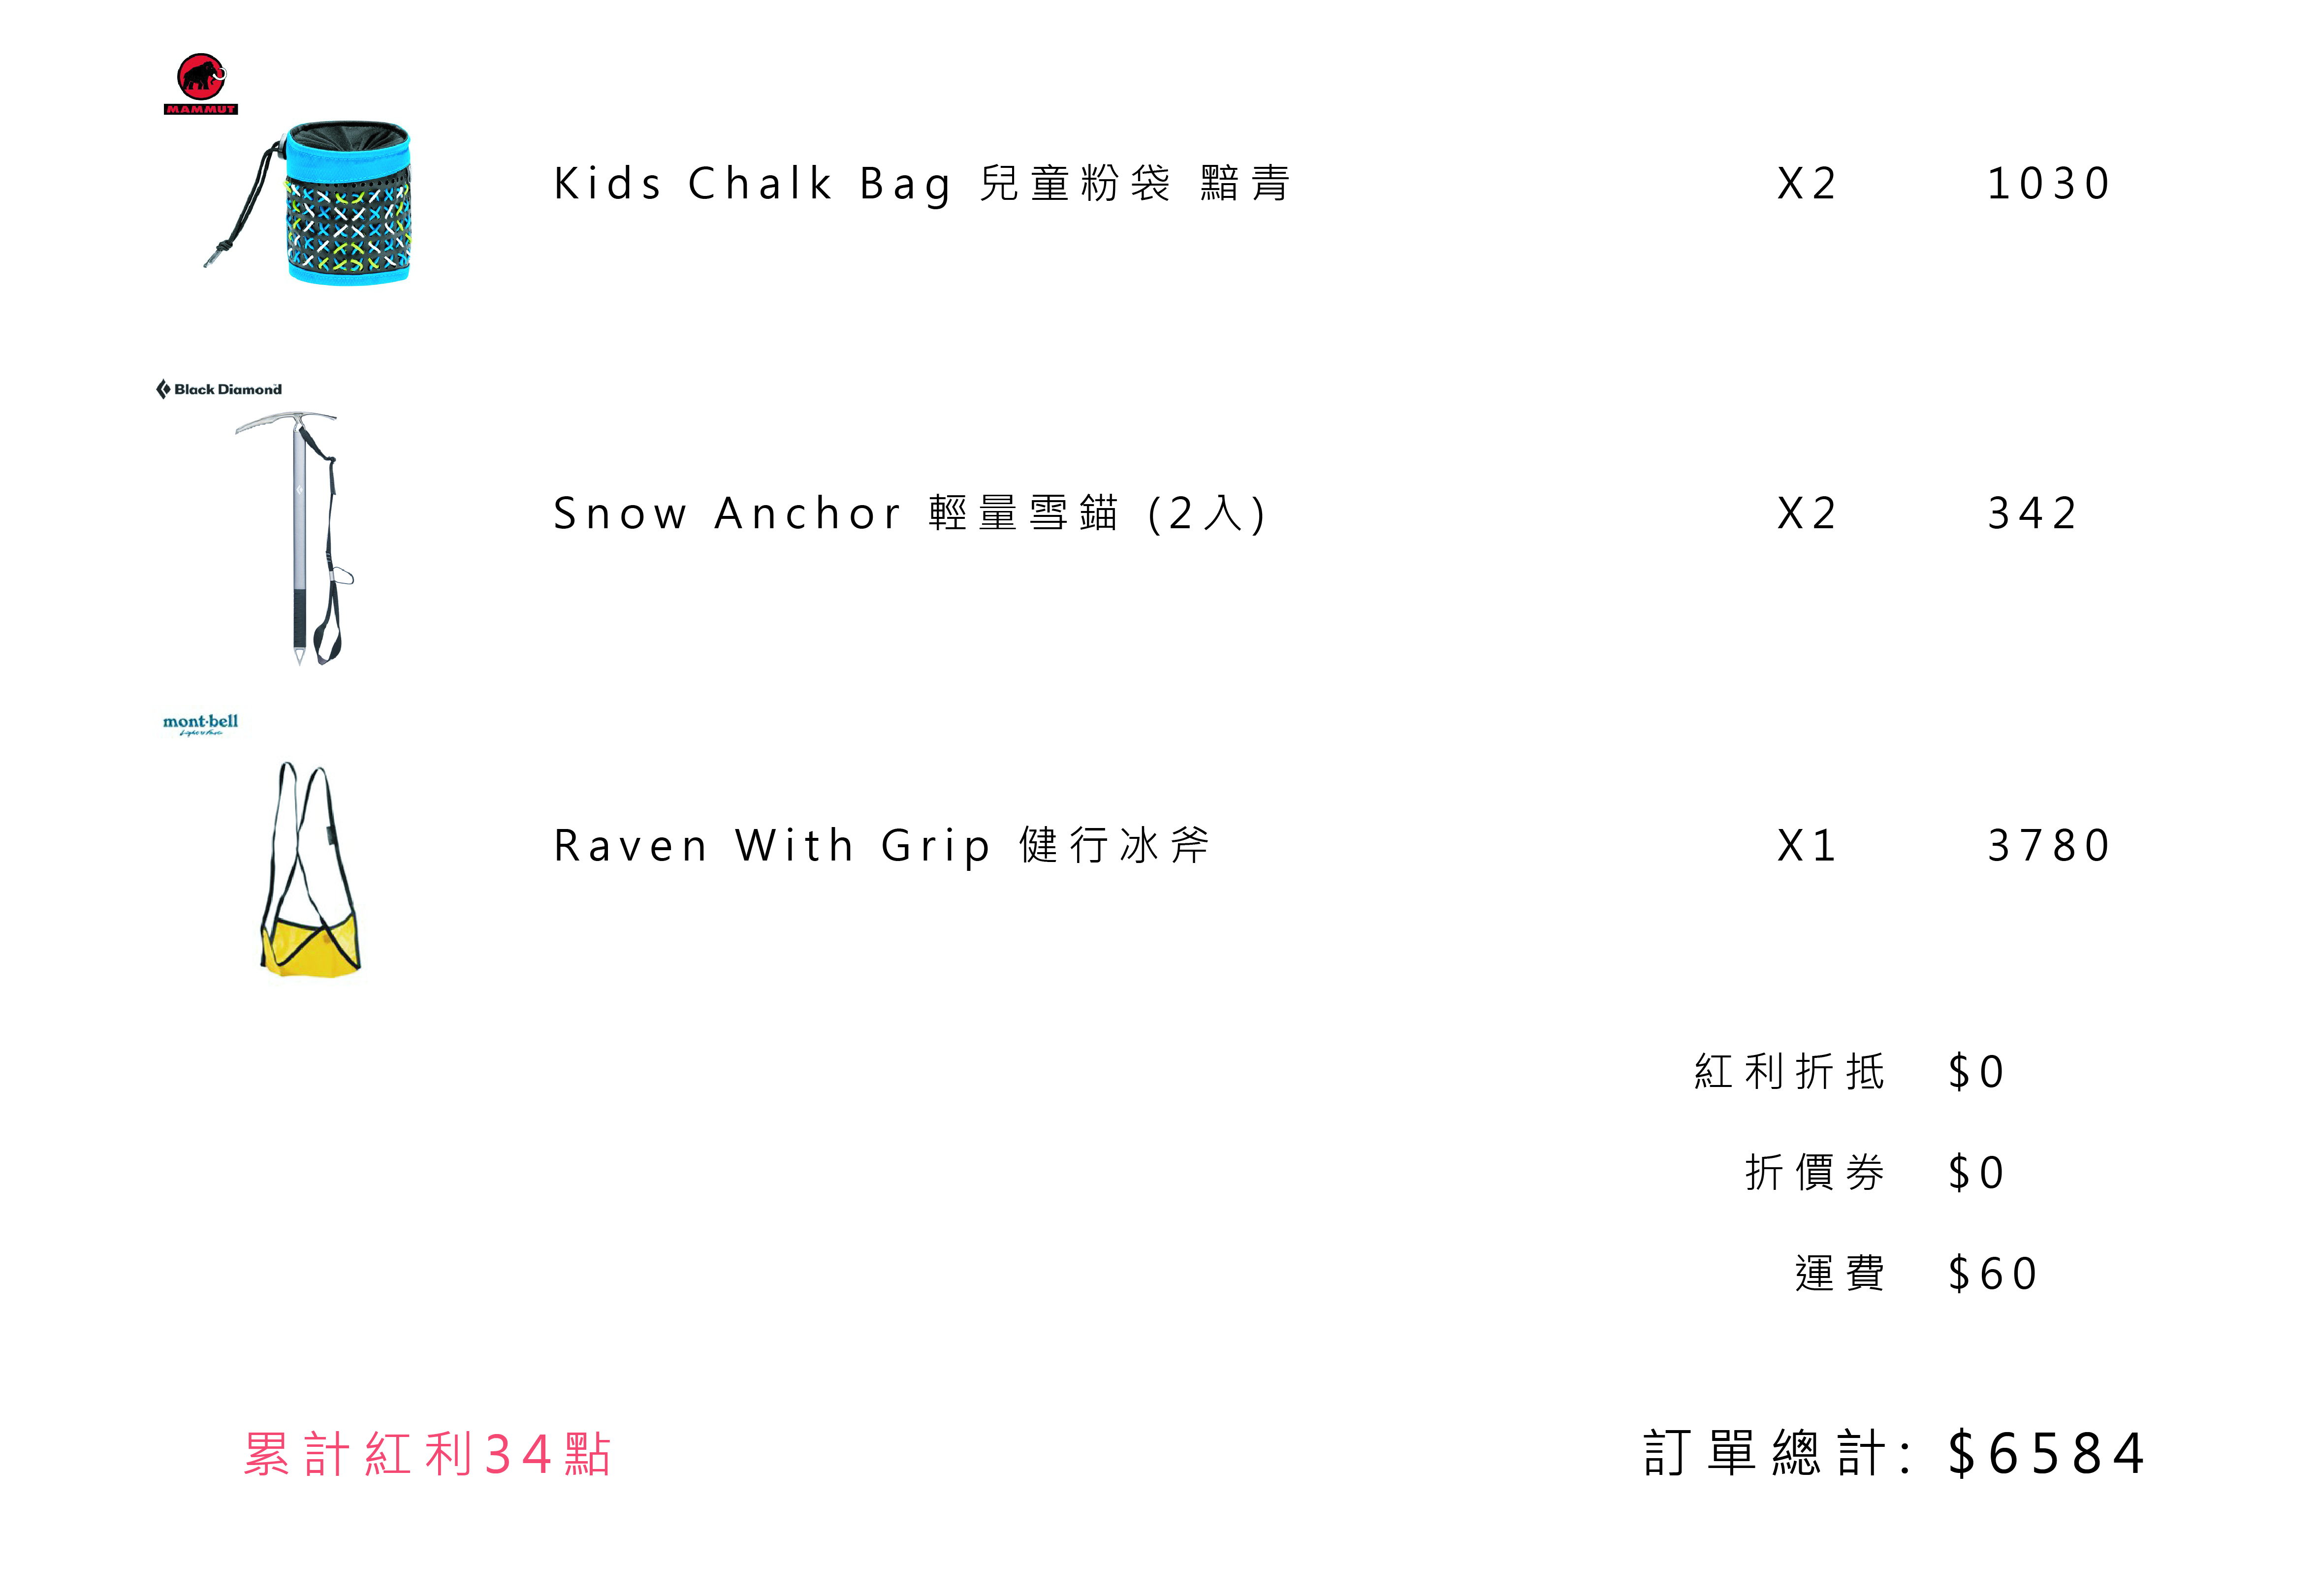 MAMMUT
Kids Chalk Bag 兒童粉袋 黯青 X2 1030
Black Diamond
Snow Anchor 輕量雪錨 (2入) X2 342
mont-bell
Light & Fast
Raven With Grip 健行冰斧 X1 3780
紅利折抵 $0
折價券 $0
運費 $60
累計紅利34點
訂單總計: $6584